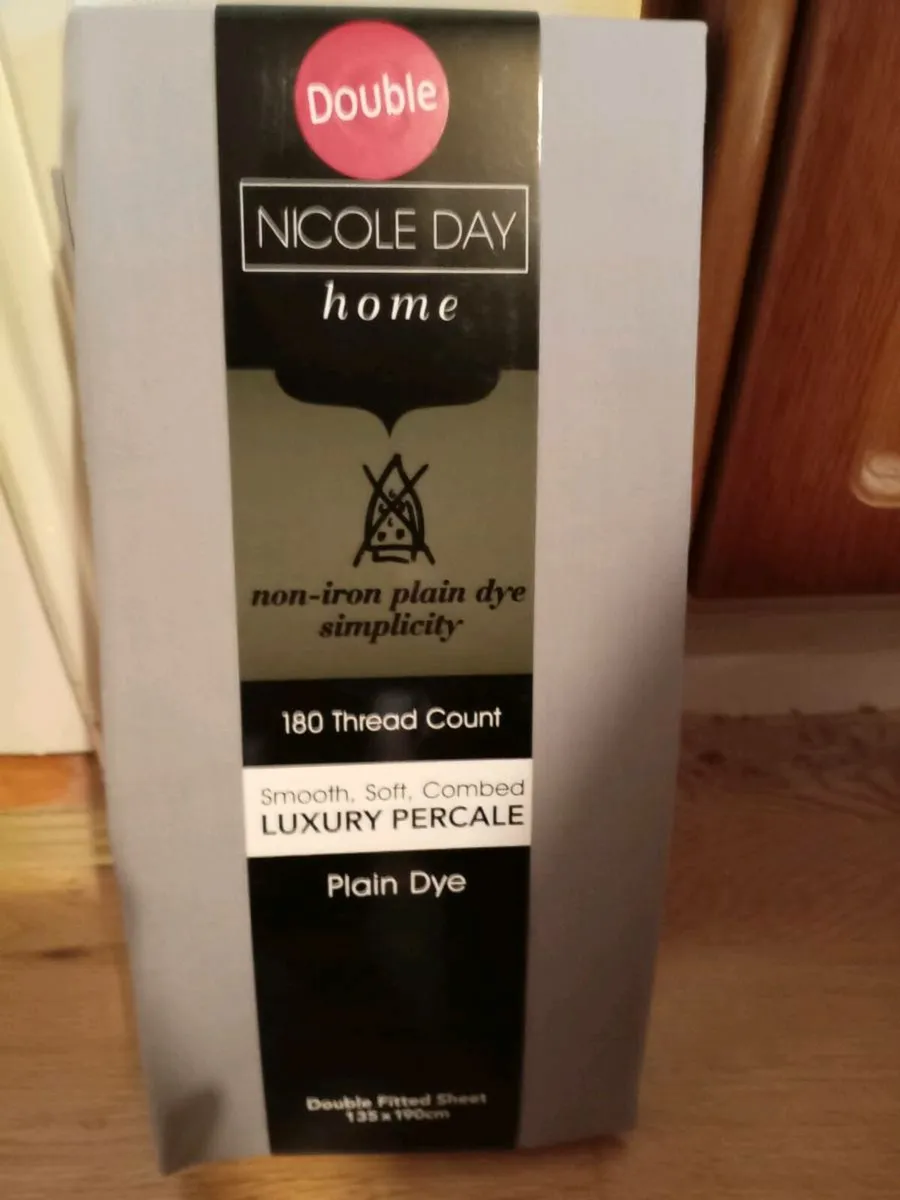 Double
NICOLE DAY
home
non-iron plain dye
simplicity
180 Thread Count
Smooth, Soft, Combed
LUXURY PERCALE
Plain Dye
Double Fitted Sheet
135 x 190cm